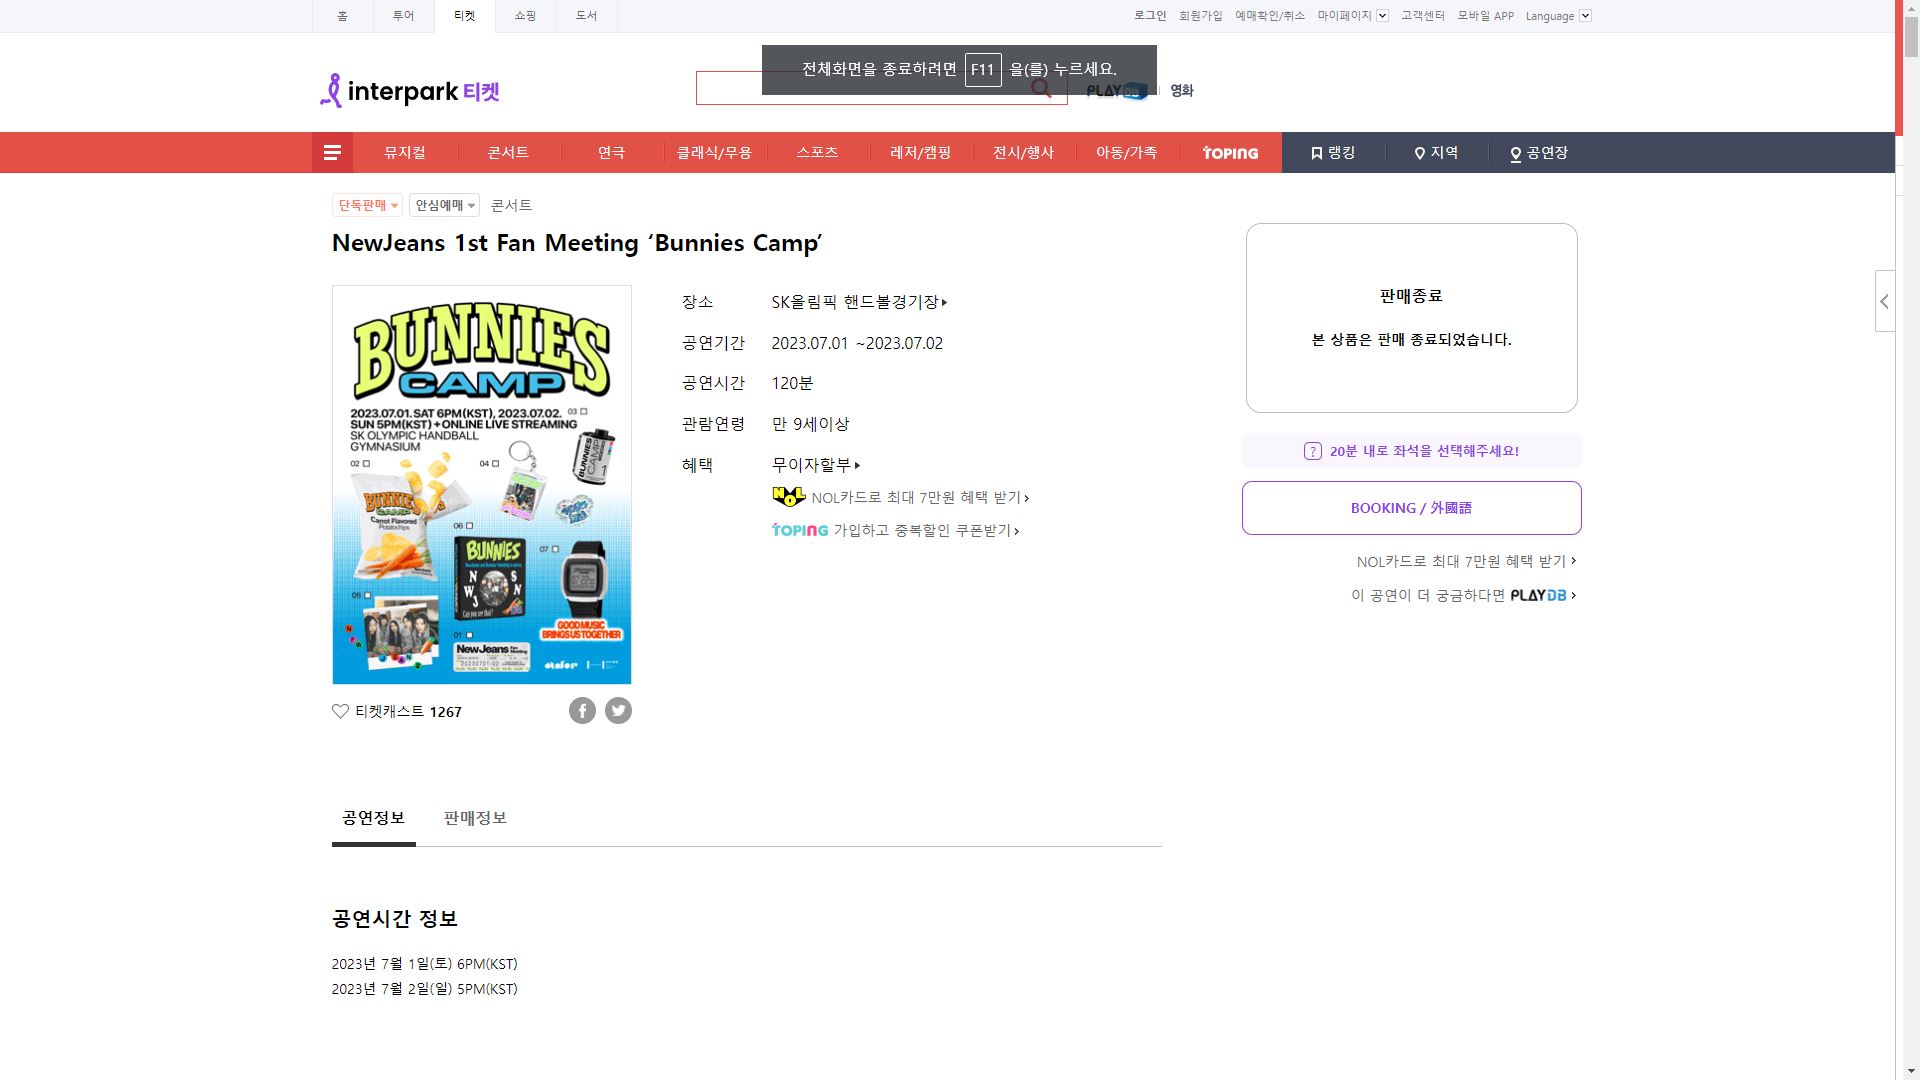 홈 투어 티켓 쇼핑 도서 로그인 회원가입 예매확인/취소 마이페이지 고객센터 모바일 APP Language
전체화면을 종료하려면 F11 을(를) 누르세요.
interpark 티켓 PLAY DB 영화
뮤지컬 콘서트 연극 클래식/무용 스포츠 레저/캠핑 전시/행사 아동/가족 TOPING 랭킹 지역 공연장
단독판매 안심예매 콘서트
NewJeans 1st Fan Meeting ‘Bunnies Camp’
BUNNIES
CAMP
2023.07.01.SAT 6PM(KST), 2023.07.02.
SUN 5PM(KST) + ONLINE LIVE STREAMING
SK OLYMPIC HANDBALL
GYMNASIUM
03
02
04
BUNNIES
CAMP
1
BUNNIES
CAMP
Carrot Flavored
Potatochips
06
07
BUNNIES
N S
W N
J
Can you see that?
05
NEW
JEANS
01
GOOD MUSIC
BRINGS US TOGETHER
NewJeans Fan
Meeting
20230701-02
티켓캐스트 1267
장소 SK올림픽 핸드볼경기장
공연기간 2023.07.01 ~2023.07.02
공연시간 120분
관람연령 만 9세이상
혜택 무이자할부
NOL NOL카드로 최대 7만원 혜택 받기
TOPING 가입하고 중복할인 쿠폰받기
판매종료
본 상품은 판매 종료되었습니다.
20분 내로 좌석을 선택해주세요!
BOOKING / 外國語
NOL카드로 최대 7만원 혜택 받기
이 공연이 더 궁금하다면 PLAYDB
공연정보 판매정보
공연시간 정보
2023년 7월 1일(토) 6PM(KST)
2023년 7월 2일(일) 5PM(KST)